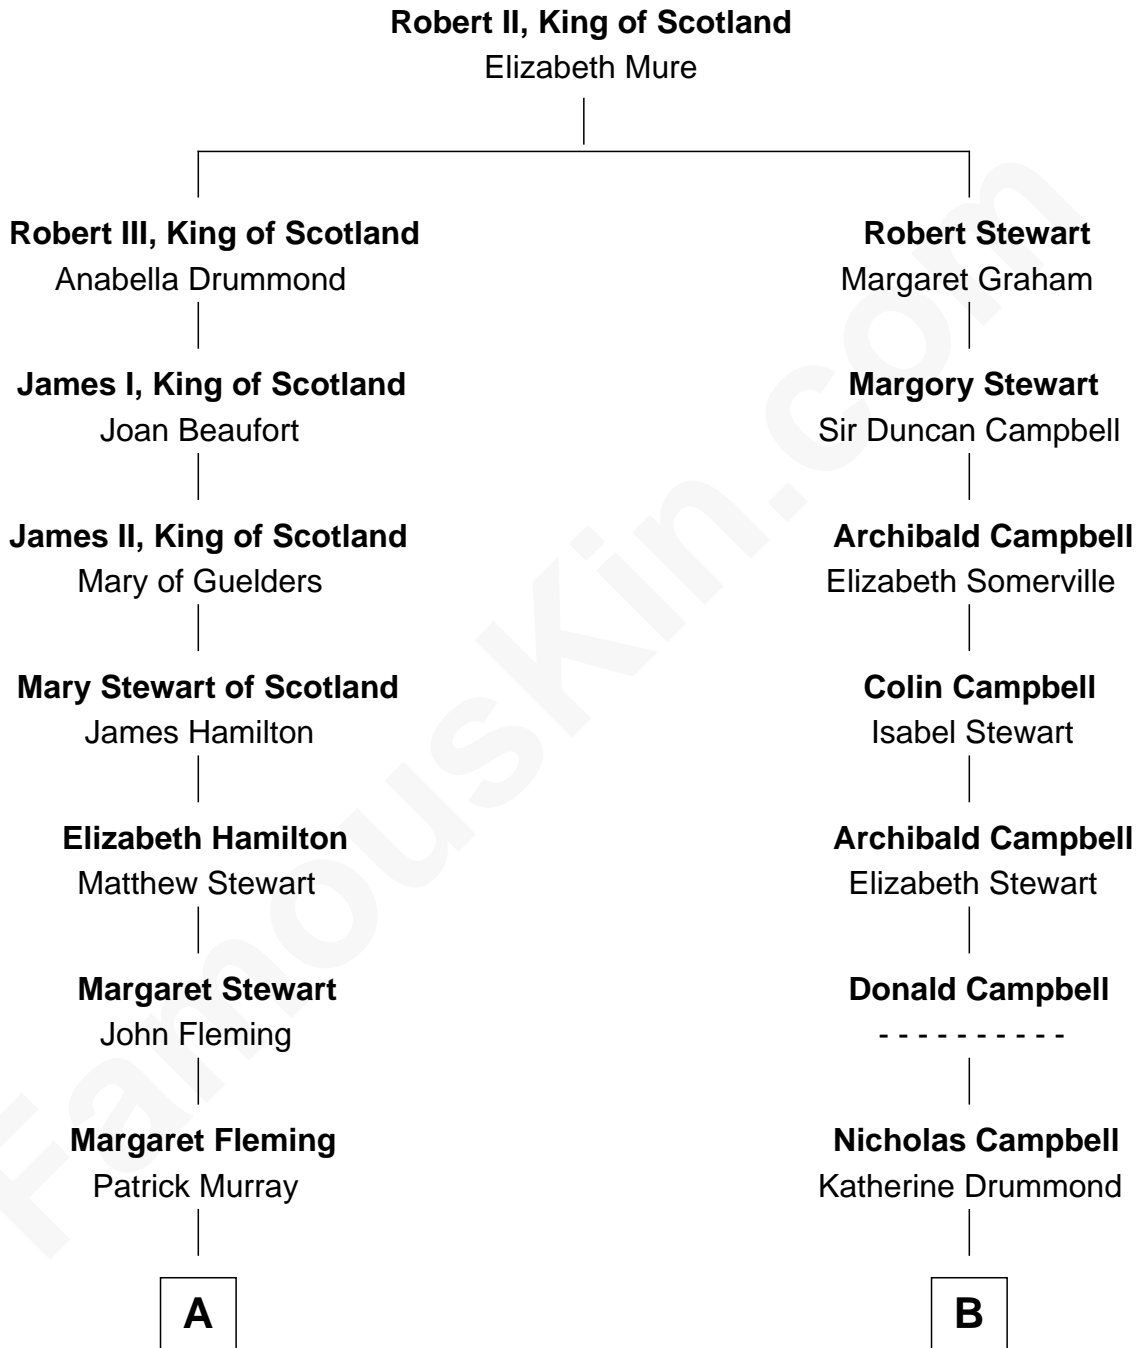 Robert II, King of Scotland
Elizabeth Mure
Robert III, King of Scotland
Anabella Drummond
James I, King of Scotland
Joan Beaufort
James II, King of Scotland
Mary of Guelders
Mary Stewart of Scotland
James Hamilton
Elizabeth Hamilton
Matthew Stewart
Margaret Stewart
John Fleming
Margaret Fleming
Patrick Murray
A
Robert Stewart
Margaret Graham
Margory Stewart
Sir Duncan Campbell
Archibald Campbell
Elizabeth Somerville
Colin Campbell
Isabel Stewart
Archibald Campbell
Elizabeth Stewart
Donald Campbell
- - - - - - - - - -
Nicholas Campbell
Katherine Drummond
B
FamousKin.com